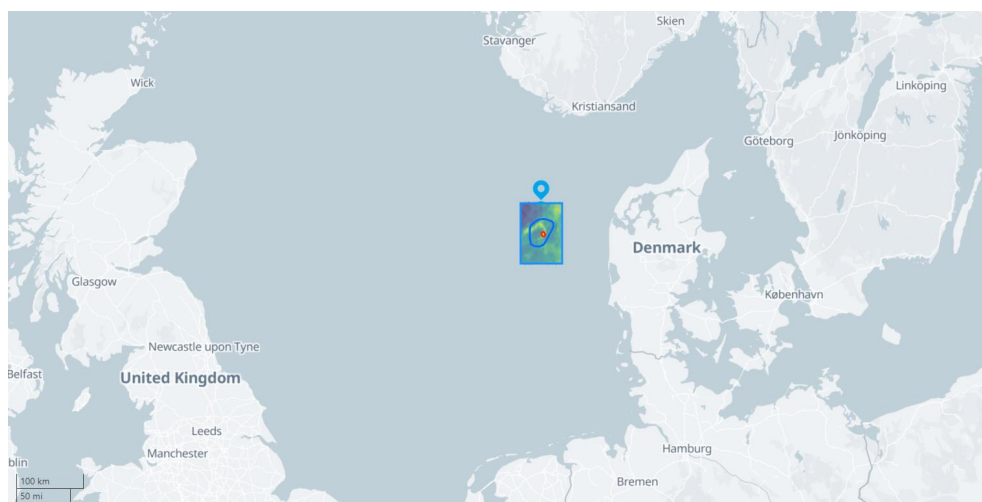 Skien
Stavanger
Wick
Linköping
Kristiansand
Göteborg
Jönköping
Denmark
Glasgow
København
Newcastle upon Tyne
Belfast
United Kingdom
Leeds
Hamburg
Manchester
blin
100 km
Bremen
50 mi